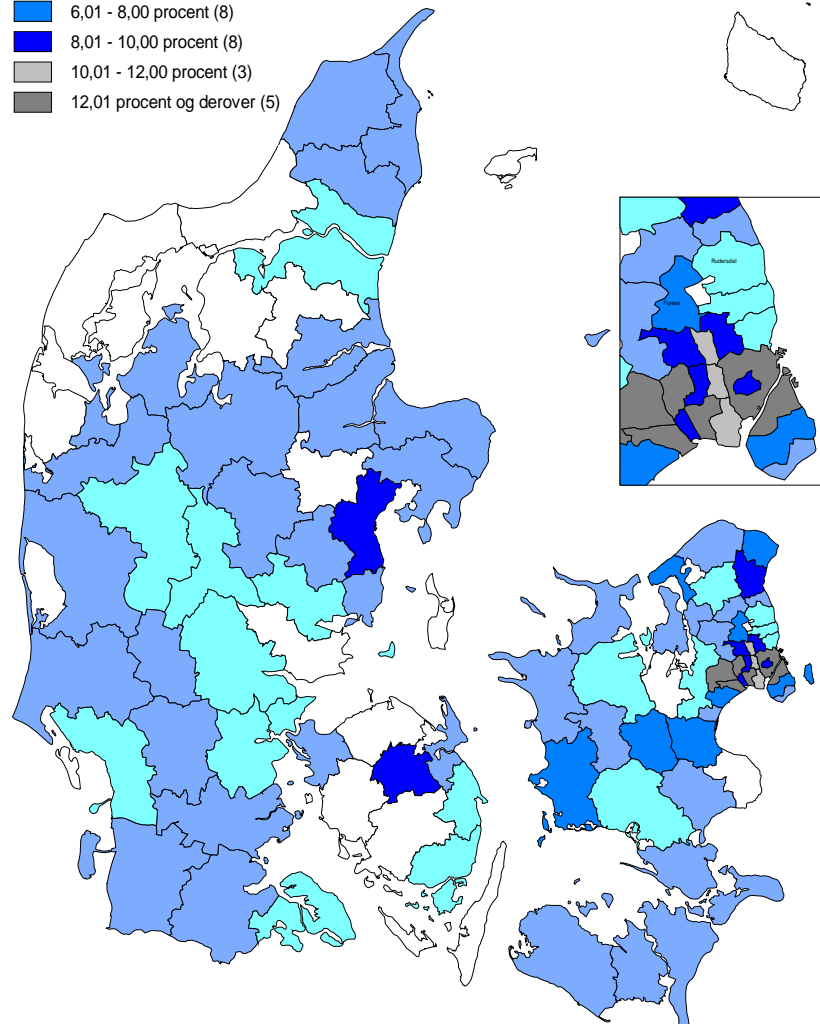 6,01 - 8,00 procent (8)
8,01 - 10,00 procent (8)
10,01 - 12,00 procent (3)
12,01 procent og derover (5)
Rudersdal
Furesø